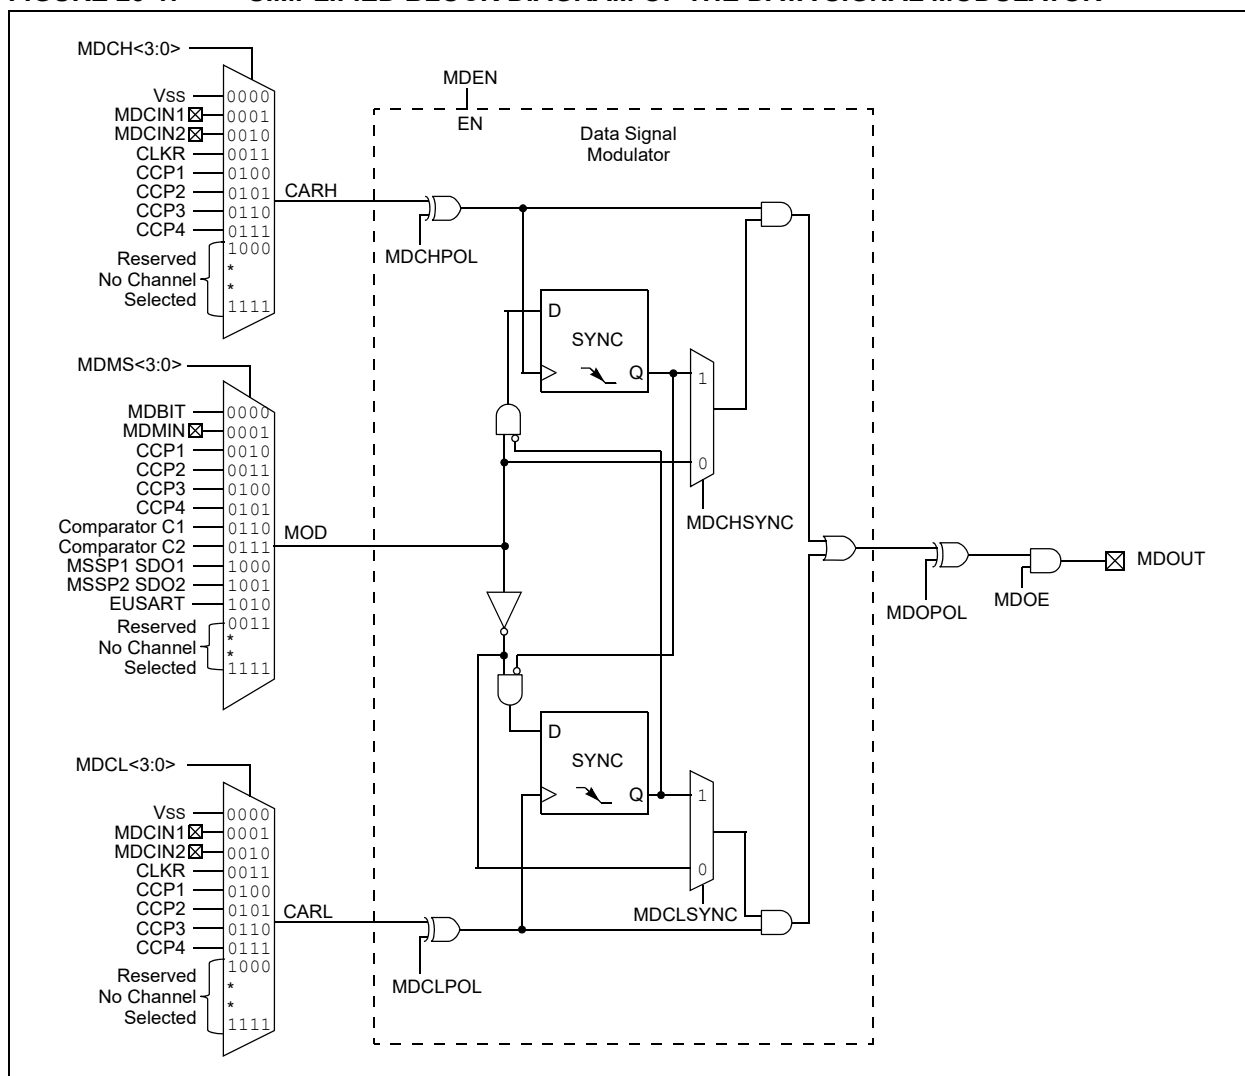 MDCH<3:0>
Vss 0000
MDCIN1 0001
MDCIN2 0010
CLKR 0011
CCP1 0100
CCP2 0101
CCP3 0110
CCP4 0111
1000
Reserved
No Channel
Selected
*
*
1111
CARH
MDCHPOL
MDEN
EN
Data Signal
Modulator
D
SYNC
Q
1
0
MDCHSYNC
MDMS<3:0>
MDBIT 0000
MDMIN 0001
CCP1 0010
CCP2 0011
CCP3 0100
CCP4 0101
Comparator C1 0110
Comparator C2 0111
MSSP1 SDO1 1000
MSSP2 SDO2 1001
EUSART 1010
0011
Reserved
No Channel
Selected
*
*
1111
MOD
MDOPOL
MDOE
MDOUT
D
SYNC
Q
1
0
MDCLSYNC
MDCL<3:0>
Vss 0000
MDCIN1 0001
MDCIN2 0010
CLKR 0011
CCP1 0100
CCP2 0101
CCP3 0110
CCP4 0111
1000
Reserved
No Channel
Selected
*
*
1111
CARL
MDCLPOL